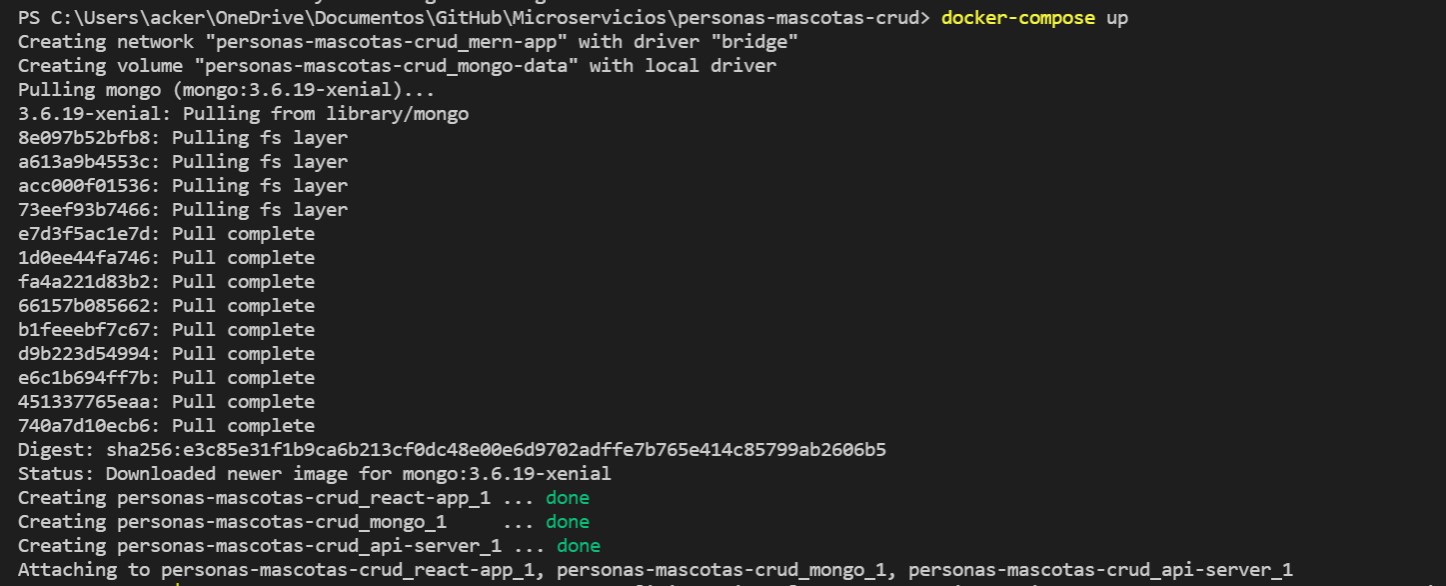 PS C:\Users\acker\OneDrive\Documentos\GitHub\Microservicios\personas-mascotas-crud> docker-compose up
Creating network "personas-mascotas-crud_mern-app" with driver "bridge"
Creating volume "personas-mascotas-crud_mongo-data" with local driver
Pulling mongo (mongo:3.6.19-xenial)...
3.6.19-xenial: Pulling from library/mongo
8e097b52bfb8: Pulling fs layer
a613a9b4553c: Pulling fs layer
acc000f01536: Pulling fs layer
73eef93b7466: Pulling fs layer
e7d3f5ac1e7d: Pull complete
1d0ee44fa746: Pull complete
fa4a221d83b2: Pull complete
66157b085662: Pull complete
b1feeebf7c67: Pull complete
d9b223d54994: Pull complete
e6c1b694ff7b: Pull complete
451337765eaa: Pull complete
740a7d10ecb6: Pull complete
Digest: sha256:e3c85e31f1b9ca6b213cf0dc48e00e6d9702adffe7b765e414c85799ab2606b5
Status: Downloaded newer image for mongo:3.6.19-xenial
Creating personas-mascotas-crud_react-app_1 ... done
Creating personas-mascotas-crud_mongo_1     ... done
Creating personas-mascotas-crud_api-server_1 ... done
Attaching to personas-mascotas-crud_react-app_1, personas-mascotas-crud_mongo_1, personas-mascotas-crud_api-server_1